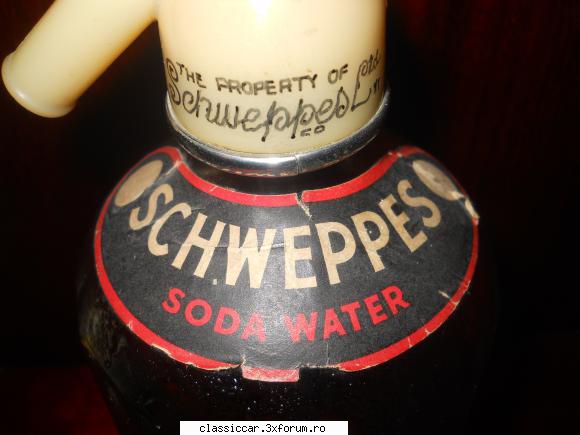 THE PROPERTY OF
Schweppes Ltd
SCHWEPPES
SODA WATER
classiccar.3xforum.ro